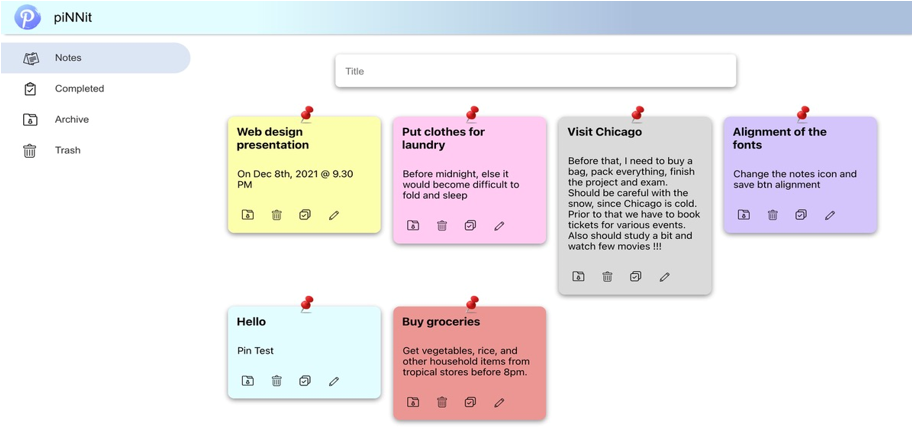 piNNit
Notes
Completed
Archive
Trash
Title
Web design
presentation
On Dec 8th, 2021 @ 9.30
PM
Put clothes for
laundry
Before midnight, else it
would become difficult to
fold and sleep
Visit Chicago
Before that, I need to buy a
bag, pack everything, finish
the project and exam.
Should be careful with the
snow, since Chicago is cold.
Prior to that we have to book
tickets for various events.
Also should study a bit and
watch few movies !!!
Alignment of the
fonts
Change the notes icon and
save btn alignment
Hello
Pin Test
Buy groceries
Get vegetables, rice, and
other household items from
tropical stores before 8pm.